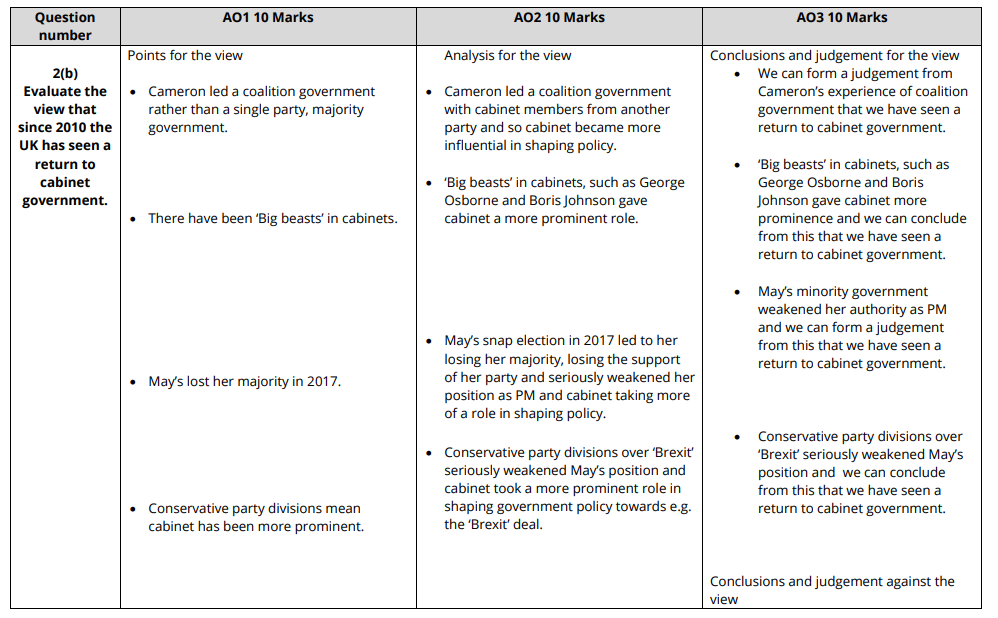 Question
number
AO1 10 Marks
AO2 10 Marks
AO3 10 Marks
2(b)
Evaluate the
view that
since 2010 the
UK has seen a
return to
cabinet
government.
Points for the view
• Cameron led a coalition government
rather than a single party, majority
government.
• There have been ‘Big beasts’ in cabinets.
• May’s lost her majority in 2017.
• Conservative party divisions mean
cabinet has been more prominent.
Analysis for the view
• Cameron led a coalition government
with cabinet members from another
party and so cabinet became more
influential in shaping policy.
• ‘Big beasts’ in cabinets, such as George
Osborne and Boris Johnson gave
cabinet a more prominent role.
• May’s snap election in 2017 led to her
losing her majority, losing the support
of her party and seriously weakened her
position as PM and cabinet taking more
of a role in shaping policy.
• Conservative party divisions over ‘Brexit’
seriously weakened May’s position and
cabinet took a more prominent role in
shaping government policy towards e.g.
the ‘Brexit’ deal.
Conclusions and judgement for the view
• We can form a judgement from
Cameron’s experience of coalition
government that we have seen a
return to cabinet government.
• ‘Big beasts’ in cabinets, such as
George Osborne and Boris
Johnson gave cabinet more
prominence and we can conclude
from this that we have seen a
return to cabinet government.
• May’s minority government
weakened her authority as PM
and we can form a judgement
from this that we have seen a
return to cabinet government.
• Conservative party divisions over
‘Brexit’ seriously weakened May’s
position and  we can conclude
from this that we have seen a
return to cabinet government.
Conclusions and judgement against the
view